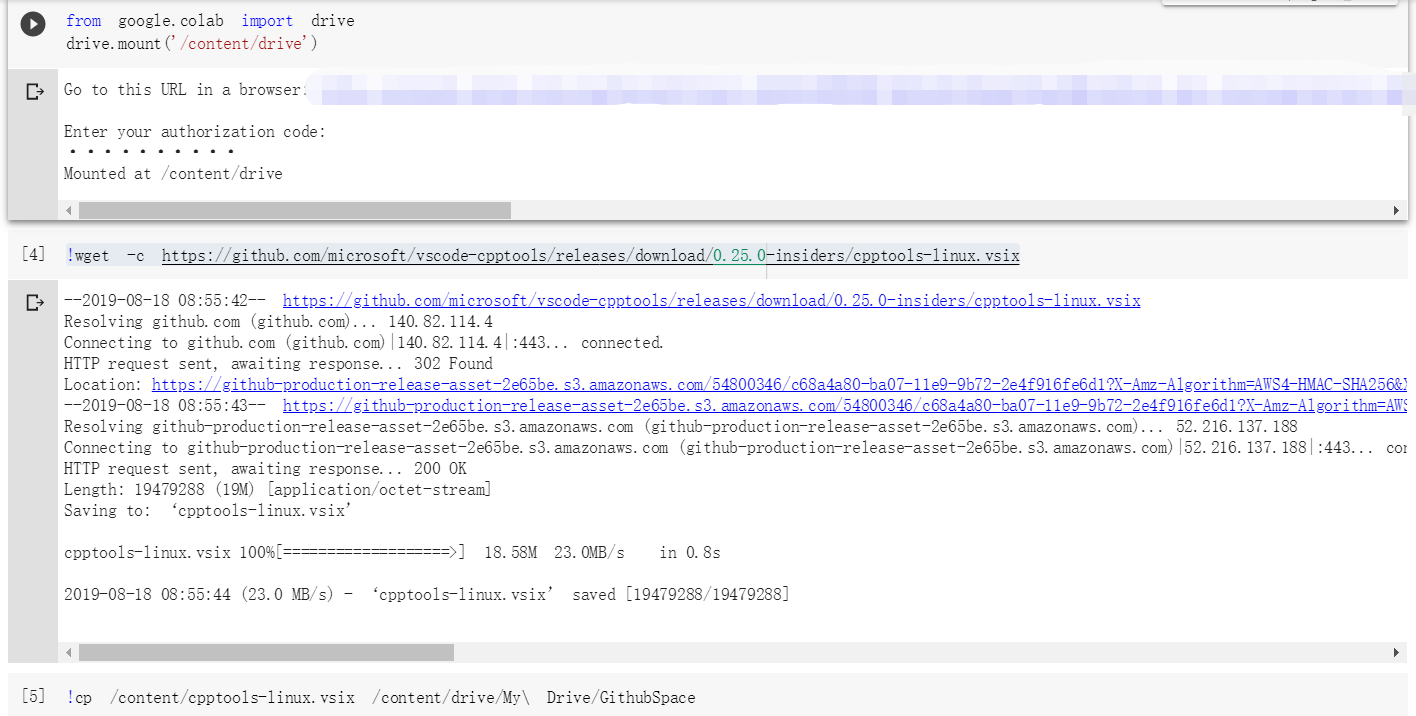 from google.colab import drive
drive.mount('/content/drive')
Go to this URL in a browser:
Enter your authorization code:
··········
Mounted at /content/drive
[4] !wget -c https://github.com/microsoft/vscode-cpptools/releases/download/0.25.0-insiders/cpptools-linux.vsix
--2019-08-18 08:55:42-- https://github.com/microsoft/vscode-cpptools/releases/download/0.25.0-insiders/cpptools-linux.vsix
Resolving github.com (github.com)... 140.82.114.4
Connecting to github.com (github.com)|140.82.114.4|:443... connected.
HTTP request sent, awaiting response... 302 Found
Location: https://github-production-release-asset-2e65be.s3.amazonaws.com/54800346/c68a4a80-ba07-11e9-9b72-2e4f916fe6d1?X-Amz-Algorithm=AWS4-HMAC-SHA256&X
--2019-08-18 08:55:43-- https://github-production-release-asset-2e65be.s3.amazonaws.com/54800346/c68a4a80-ba07-11e9-9b72-2e4f916fe6d1?X-Amz-Algorithm=AWS
Resolving github-production-release-asset-2e65be.s3.amazonaws.com (github-production-release-asset-2e65be.s3.amazonaws.com)... 52.216.137.188
Connecting to github-production-release-asset-2e65be.s3.amazonaws.com (github-production-release-asset-2e65be.s3.amazonaws.com)|52.216.137.188|:443... con
HTTP request sent, awaiting response... 200 OK
Length: 19479288 (19M) [application/octet-stream]
Saving to: ‘cpptools-linux.vsix’
cpptools-linux.vsix 100%[===================>] 18.58M 23.0MB/s in 0.8s
2019-08-18 08:55:44 (23.0 MB/s) - ‘cpptools-linux.vsix’ saved [19479288/19479288]
[5] !cp /content/cpptools-linux.vsix /content/drive/My\ Drive/GithubSpace